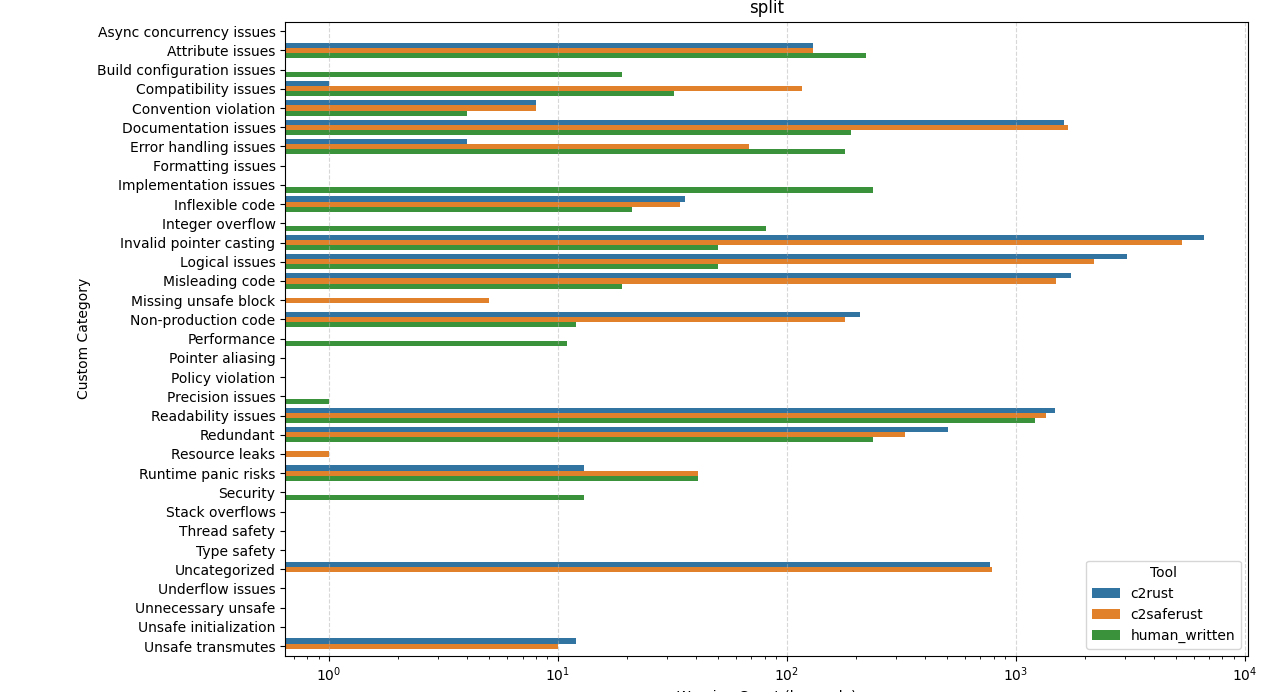 split
Custom Category
Async concurrency issues
Attribute issues
Build configuration issues
Compatibility issues
Convention violation
Documentation issues
Error handling issues
Formatting issues
Implementation issues
Inflexible code
Integer overflow
Invalid pointer casting
Logical issues
Misleading code
Missing unsafe block
Non-production code
Performance
Pointer aliasing
Policy violation
Precision issues
Readability issues
Redundant
Resource leaks
Runtime panic risks
Security
Stack overflows
Thread safety
Type safety
Uncategorized
Underflow issues
Unnecessary unsafe
Unsafe initialization
Unsafe transmutes
Tool
c2rust
c2saferust
human_written
10⁰ 10¹ 10² 10³ 10⁴